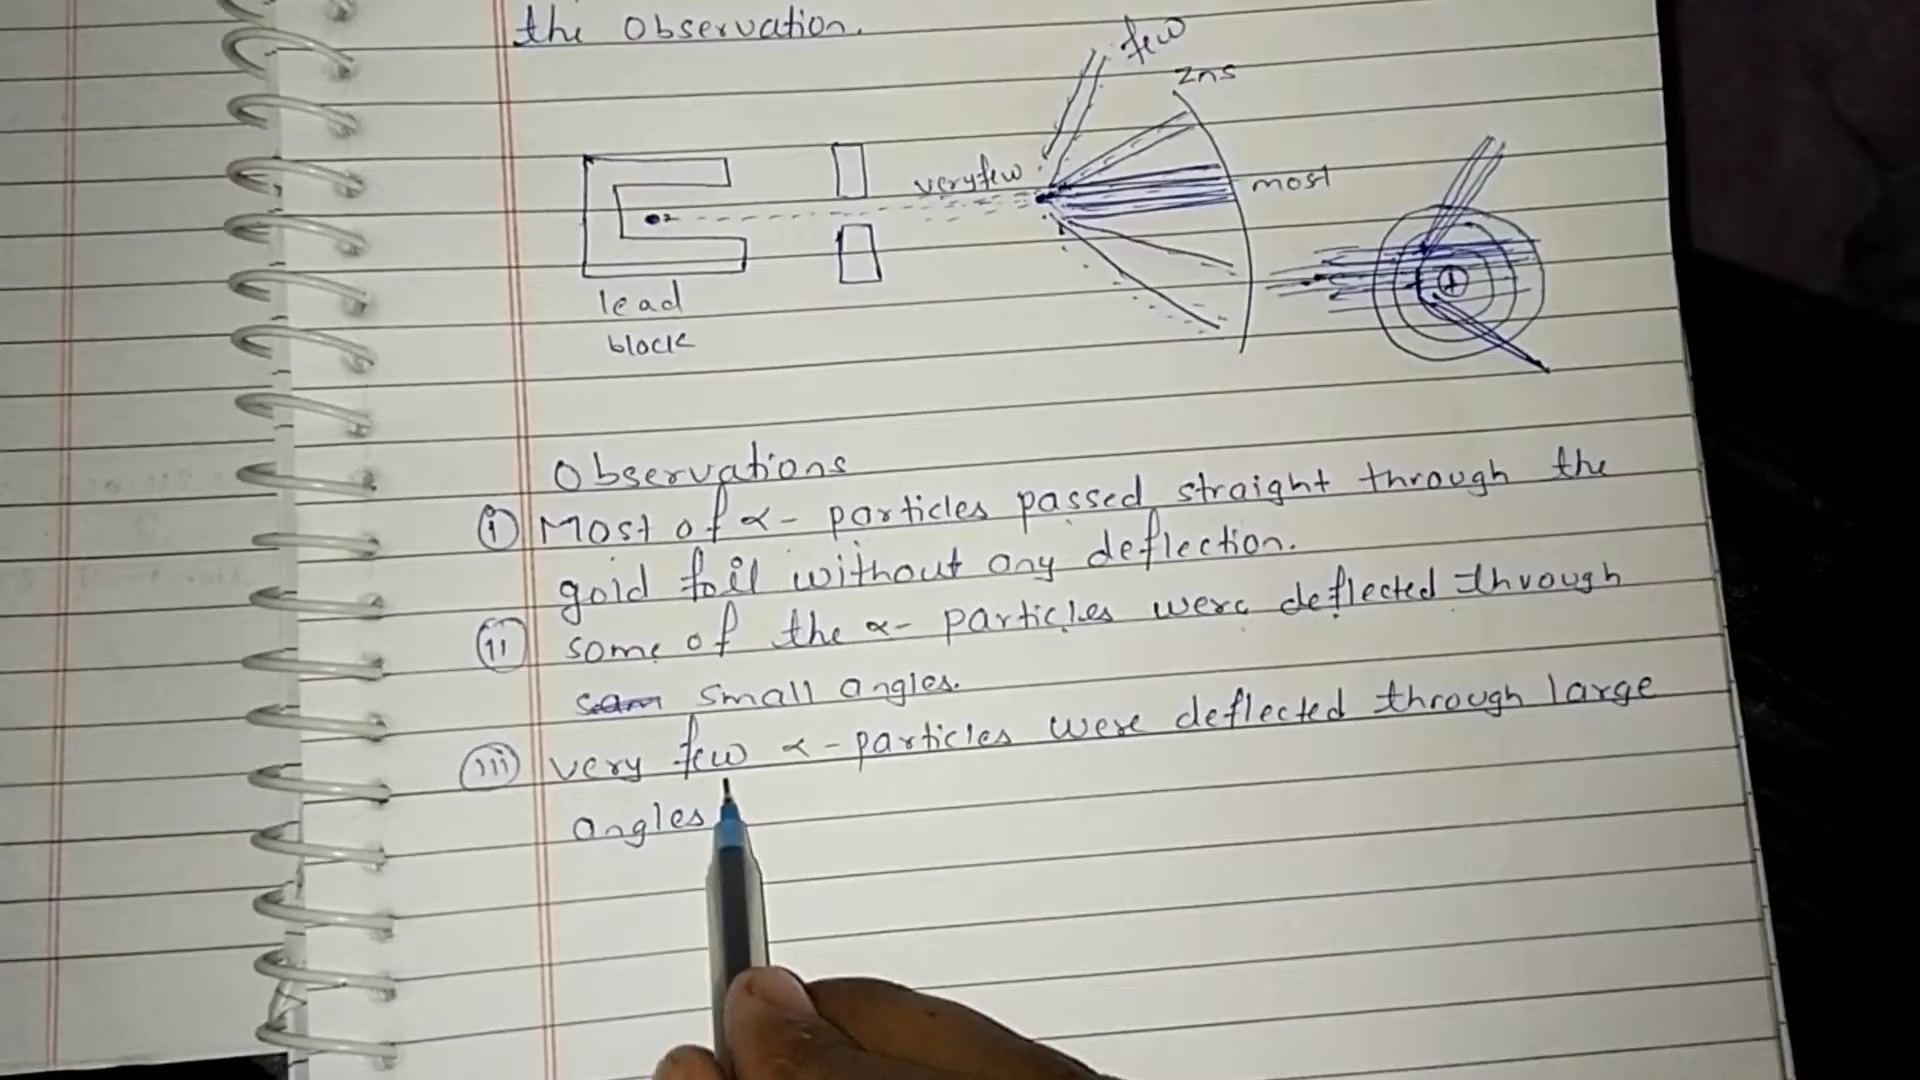 the observation.
few
zns
very few
most
lead
block
+
Observations
(i) Most of α- particles passed straight through the
gold foil without any deflection.
(ii) some of the α- particles were deflected through
small angles.
(iii) very few α-particles were deflected through large
angles